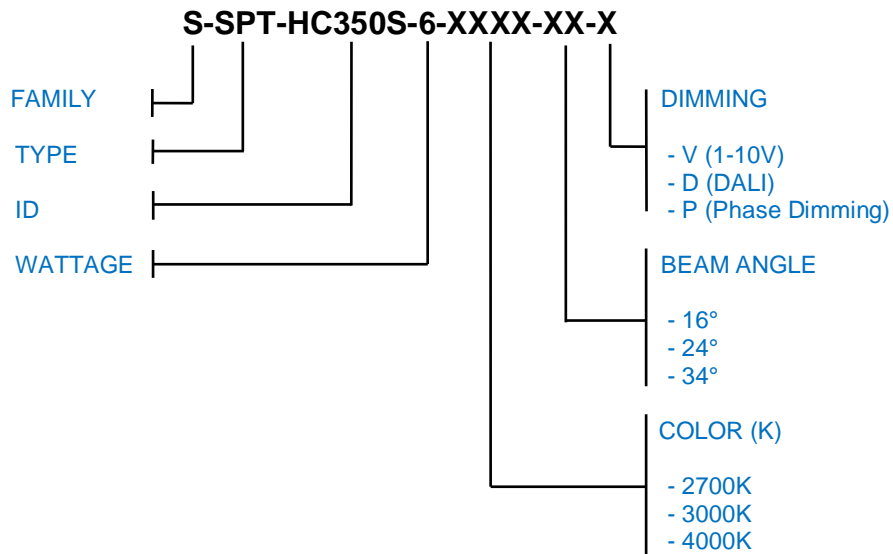 S-SPT-HC350S-6-XXXX-XX-X
FAMILY
TYPE
ID
WATTAGE
DIMMING
- V (1-10V)
- D (DALI)
- P (Phase Dimming)
BEAM ANGLE
- 16°
- 24°
- 34°
COLOR (K)
- 2700K
- 3000K
- 4000K